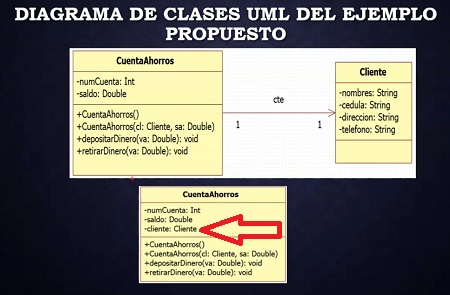 DIAGRAMA DE CLASES UML DEL EJEMPLO
PROPUESTO
CuentaAhorros
-numCuenta: Int
-saldo: Double
+CuentaAhorros()
+CuentaAhorros(cl: Cliente, sa: Double)
+depositarDinero(va: Double): void
+retirarDinero(va: Double): void
cte
1
1
Cliente
-nombres: String
-cedula: String
-direccion: String
-telefono: String
CuentaAhorros
-numCuenta: Int
-saldo: Double
-cliente: Cliente
+CuentaAhorros()
+CuentaAhorros(cl: Cliente, sa: Double)
+depositarDinero(va: Double): void
+retirarDinero(va: Double): void